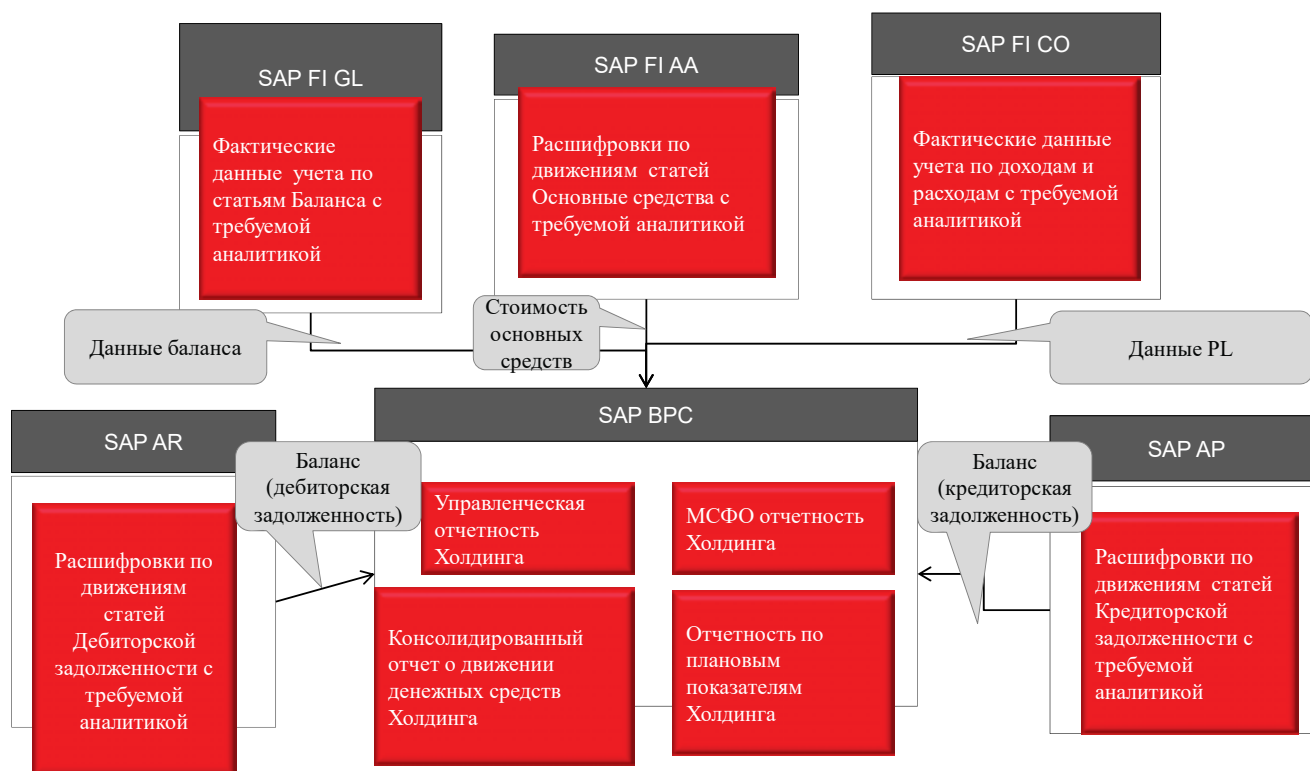 SAP FI GL
Фактические
данные учета по
статьям Баланса с
требуемой
аналитикой
SAP FI AA
Расшифровки по
движениям статей
Основные средства с
требуемой аналитикой
SAP FI CO
Фактические данные
учета по доходам и
расходам с требуемой
аналитикой
Данные баланса
Стоимость
основных
средств
Данные PL
SAP AR
Расшифровки по
движениям
статей
Дебиторской
задолженности с
требуемой
аналитикой
Баланс
(дебиторская
задолженность)
SAP BPC
Управленческая
отчетность
Холдинга
МСФО отчетность
Холдинга
Консолидированный
отчет о движении
денежных средств
Холдинга
Отчетность по
плановым
показателям
Холдинга
Баланс
(кредиторская
задолженность)
SAP AP
Расшифровки по
движениям статей
Кредиторской
задолженности с
требуемой
аналитикой